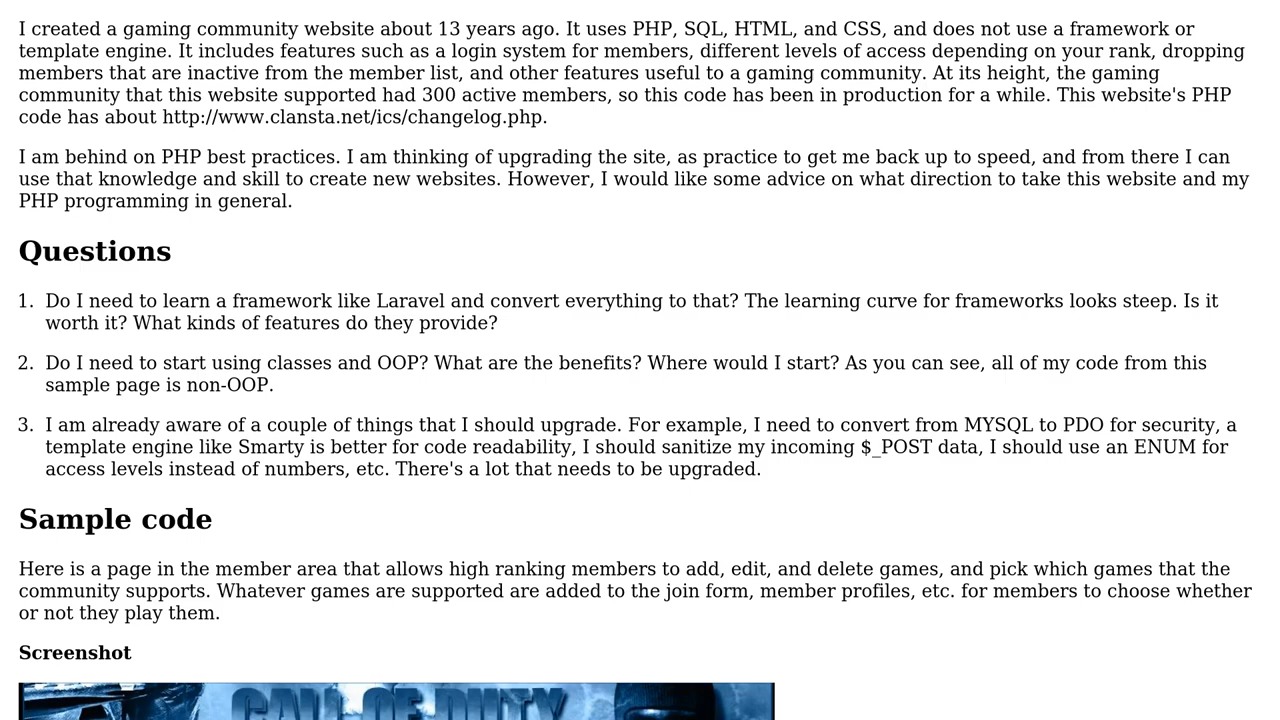 I created a gaming community website about 13 years ago. It uses PHP, SQL, HTML, and CSS, and does not use a framework or
template engine. It includes features such as a login system for members, different levels of access depending on your rank, dropping
members that are inactive from the member list, and other features useful to a gaming community. At its height, the gaming
community that this website supported had 300 active members, so this code has been in production for a while. This website's PHP
code has about http://www.clansta.net/ics/changelog.php.
I am behind on PHP best practices. I am thinking of upgrading the site, as practice to get me back up to speed, and from there I can
use that knowledge and skill to create new websites. However, I would like some advice on what direction to take this website and my
PHP programming in general.
Questions
1. Do I need to learn a framework like Laravel and convert everything to that? The learning curve for frameworks looks steep. Is it
worth it? What kinds of features do they provide?
2. Do I need to start using classes and OOP? What are the benefits? Where would I start? As you can see, all of my code from this
sample page is non-OOP.
3. I am already aware of a couple of things that I should upgrade. For example, I need to convert from MYSQL to PDO for security, a
template engine like Smarty is better for code readability, I should sanitize my incoming $_POST data, I should use an ENUM for
access levels instead of numbers, etc. There's a lot that needs to be upgraded.
Sample code
Here is a page in the member area that allows high ranking members to add, edit, and delete games, and pick which games that the
community supports. Whatever games are supported are added to the join form, member profiles, etc. for members to choose whether
or not they play them.
Screenshot
CALL OF DUTY